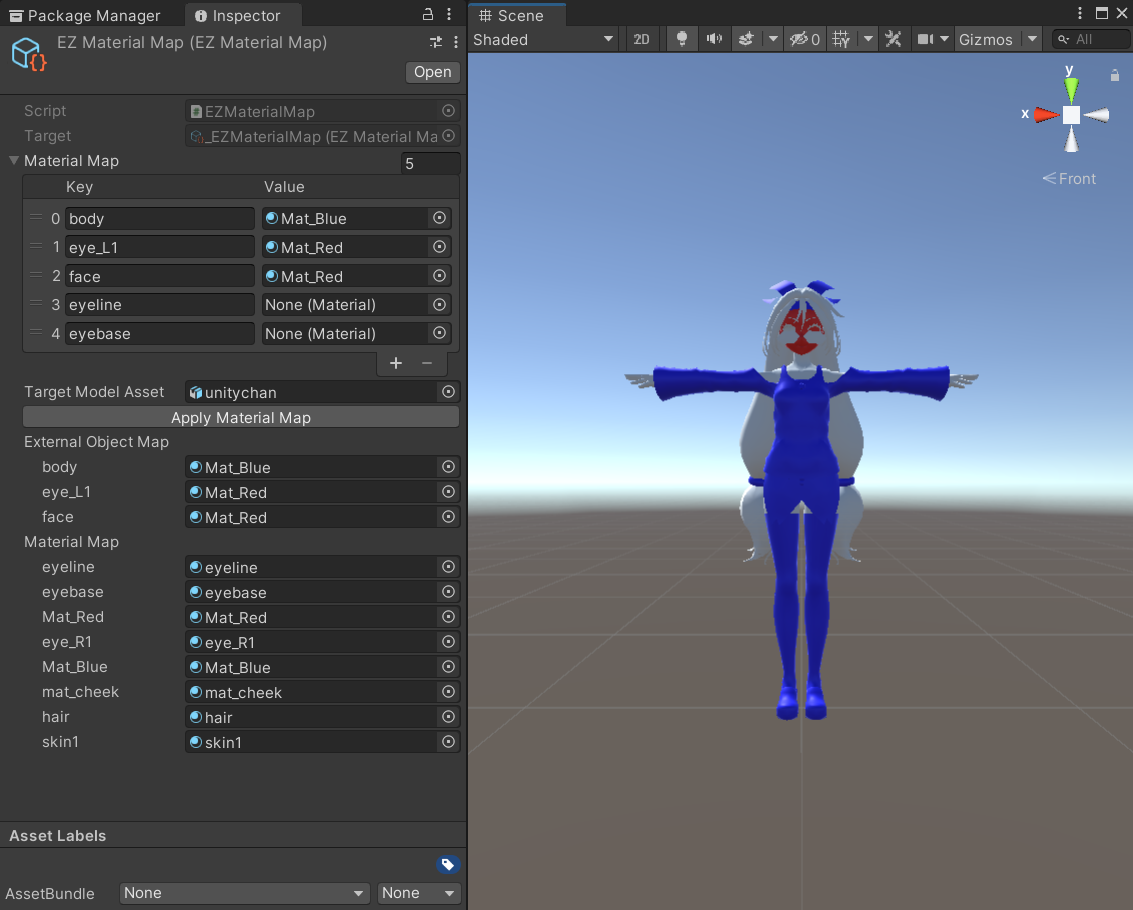 Package Manager
Inspector
EZ Material Map (EZ Material Map)
Open
Script
EZMaterialMap
Target
_EZMaterialMap (EZ Material Ma
Material Map
5
Key Value
0 body Mat_Blue
1 eye_L1 Mat_Red
2 face Mat_Red
3 eyeline None (Material)
4 eyebase None (Material)
+ −
Target Model Asset unitychan
Apply Material Map
External Object Map
body Mat_Blue
eye_L1 Mat_Red
face Mat_Red
Material Map
eyeline eyeline
eyebase eyebase
Mat_Red Mat_Red
eye_R1 eye_R1
Mat_Blue Mat_Blue
mat_cheek mat_cheek
hair hair
skin1 skin1
Asset Labels
AssetBundle None None
Scene
Shaded 2D 0 Gizmos All
y
x
Front